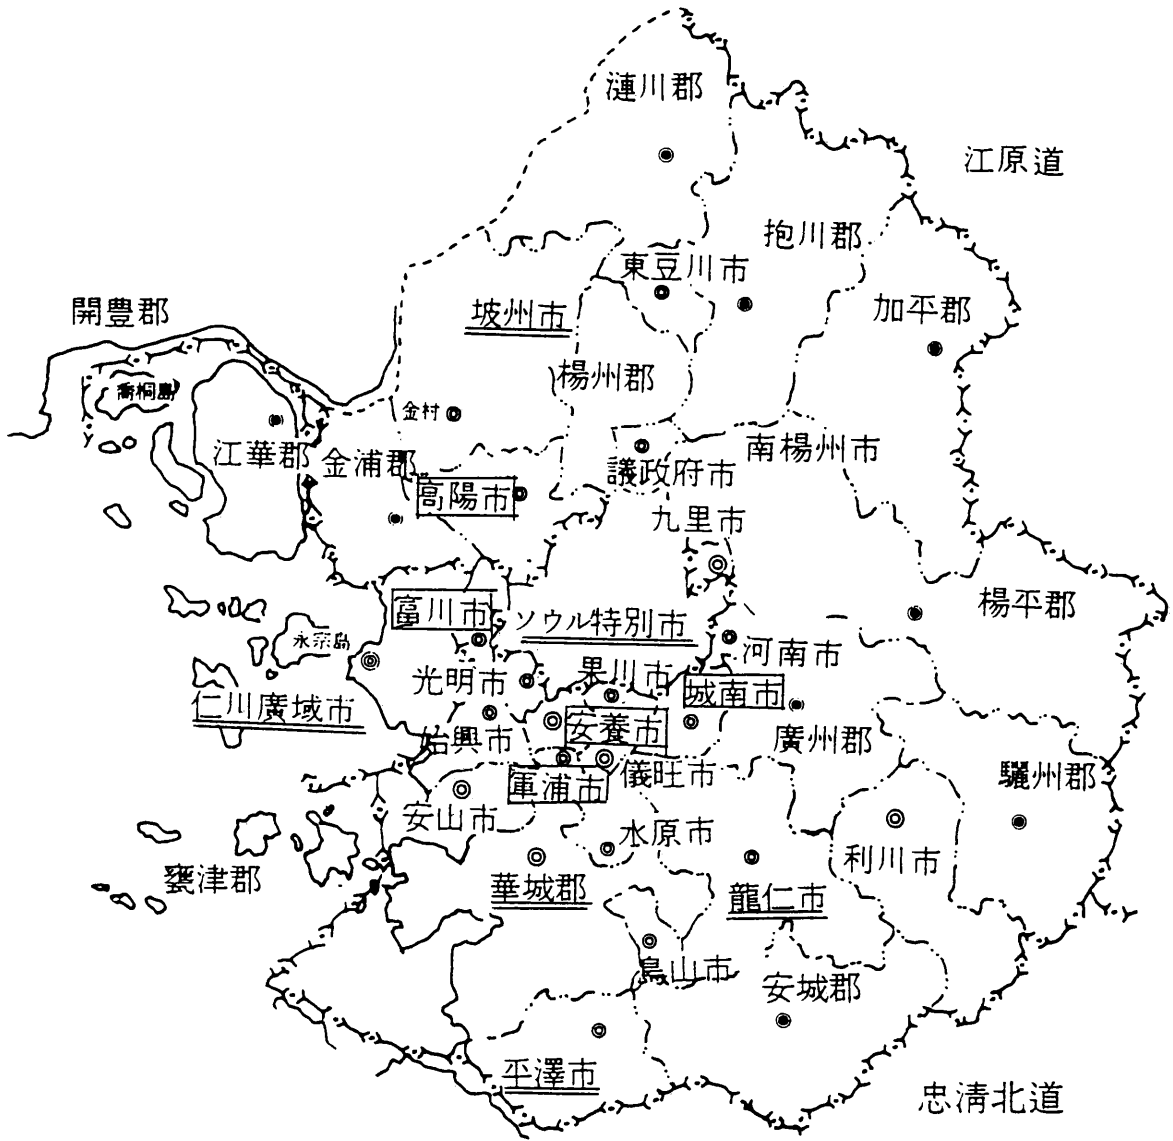 漣川郡
江原道
抱川郡
東豆川市
開豊郡
坡州市
加平郡
楊州郡
喬桐島
金村
江華郡
金浦郡
南楊州市
議政府市
高陽市
九里市
富川市
ソウル特別市
楊平郡
永宗島
河南市
光明市
果川市
城南市
仁川廣域市
始興市
安養市
廣州郡
軍浦市
儀旺市
驪州郡
安山市
水原市
利川市
甕津郡
華城郡
龍仁市
烏山市
安城郡
平澤市
忠淸北道